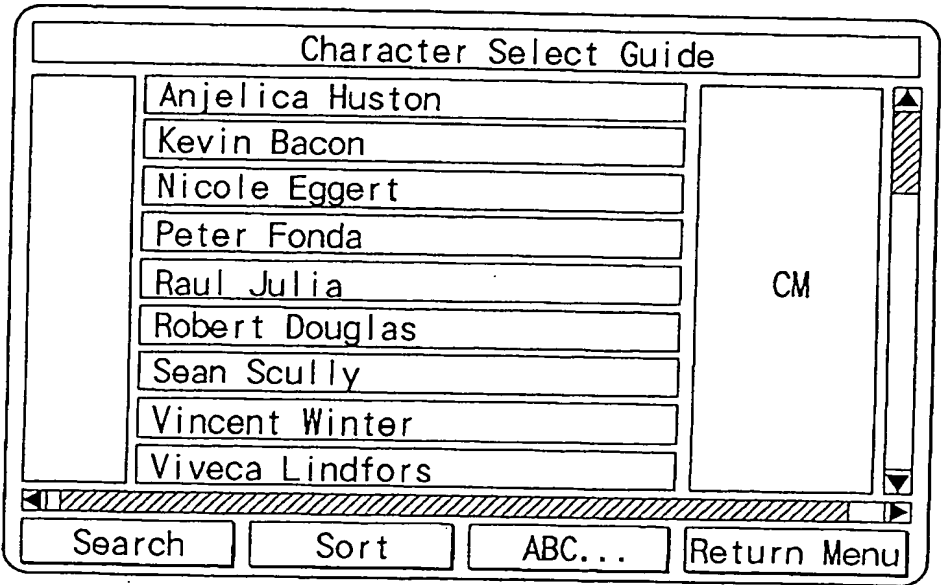 Character Select Guide
Anjelica Huston
Kevin Bacon
Nicole Eggert
Peter Fonda
Raul Julia
Robert Douglas
Sean Scully
Vincent Winter
Viveca Lindfors
CM
Search
Sort
ABC...
Return Menu